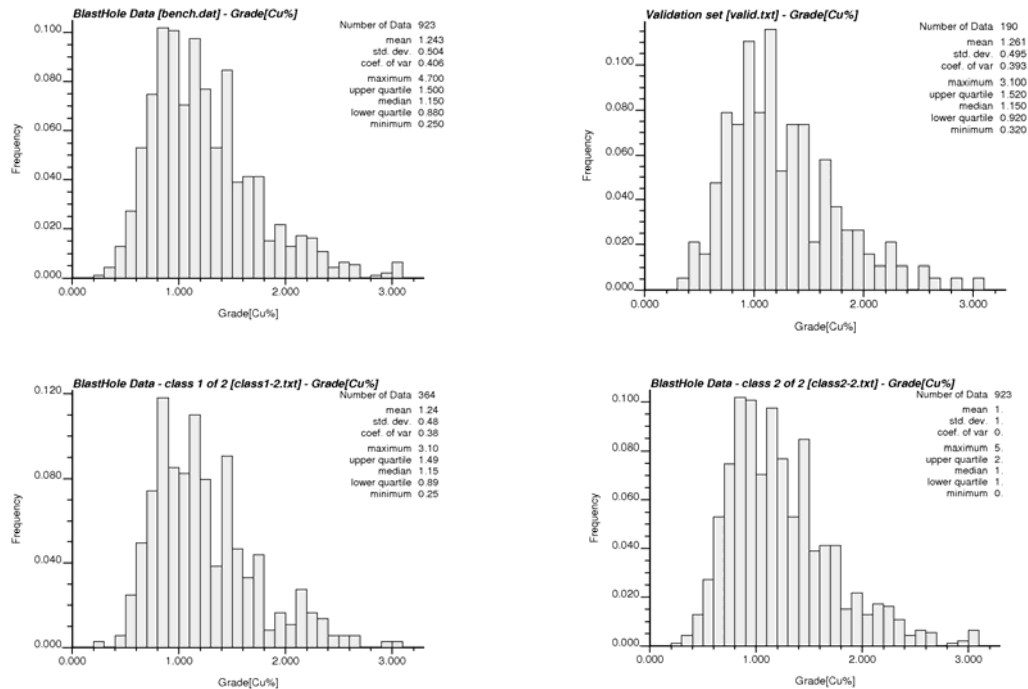 BlastHole Data [bench.dat] - Grade[Cu%]
Number of Data 923
mean 1.243
std. dev. 0.504
coef. of var 0.406
maximum 4.700
upper quartile 1.500
median 1.150
lower quartile 0.880
minimum 0.250
Frequency
0.100
0.080
0.060
0.040
0.020
0.000
0.000 1.000 2.000 3.000
Grade[Cu%]
Validation set [valid.txt] - Grade[Cu%]
Number of Data 190
mean 1.261
std. dev. 0.495
coef. of var 0.393
maximum 3.100
upper quartile 1.520
median 1.150
lower quartile 0.920
minimum 0.320
Frequency
0.100
0.080
0.060
0.040
0.020
0.000
0.000 1.000 2.000 3.000
Grade[Cu%]
BlastHole Data - class 1 of 2 [class1-2.txt] - Grade[Cu%]
Number of Data 364
mean 1.24
std. dev. 0.48
coef. of var 0.38
maximum 3.10
upper quartile 1.49
median 1.15
lower quartile 0.89
minimum 0.25
Frequency
0.120
0.080
0.040
0.000
0.000 1.000 2.000 3.000
Grade[Cu%]
BlastHole Data - class 2 of 2 [class2-2.txt] - Grade[Cu%]
Number of Data 923
mean 1.
std. dev. 1.
coef. of var 0.
maximum 5.
upper quartile 2.
median 1.
lower quartile 1.
minimum 0.
Frequency
0.100
0.080
0.060
0.040
0.020
0.000
0.000 1.000 2.000 3.000
Grade[Cu%]